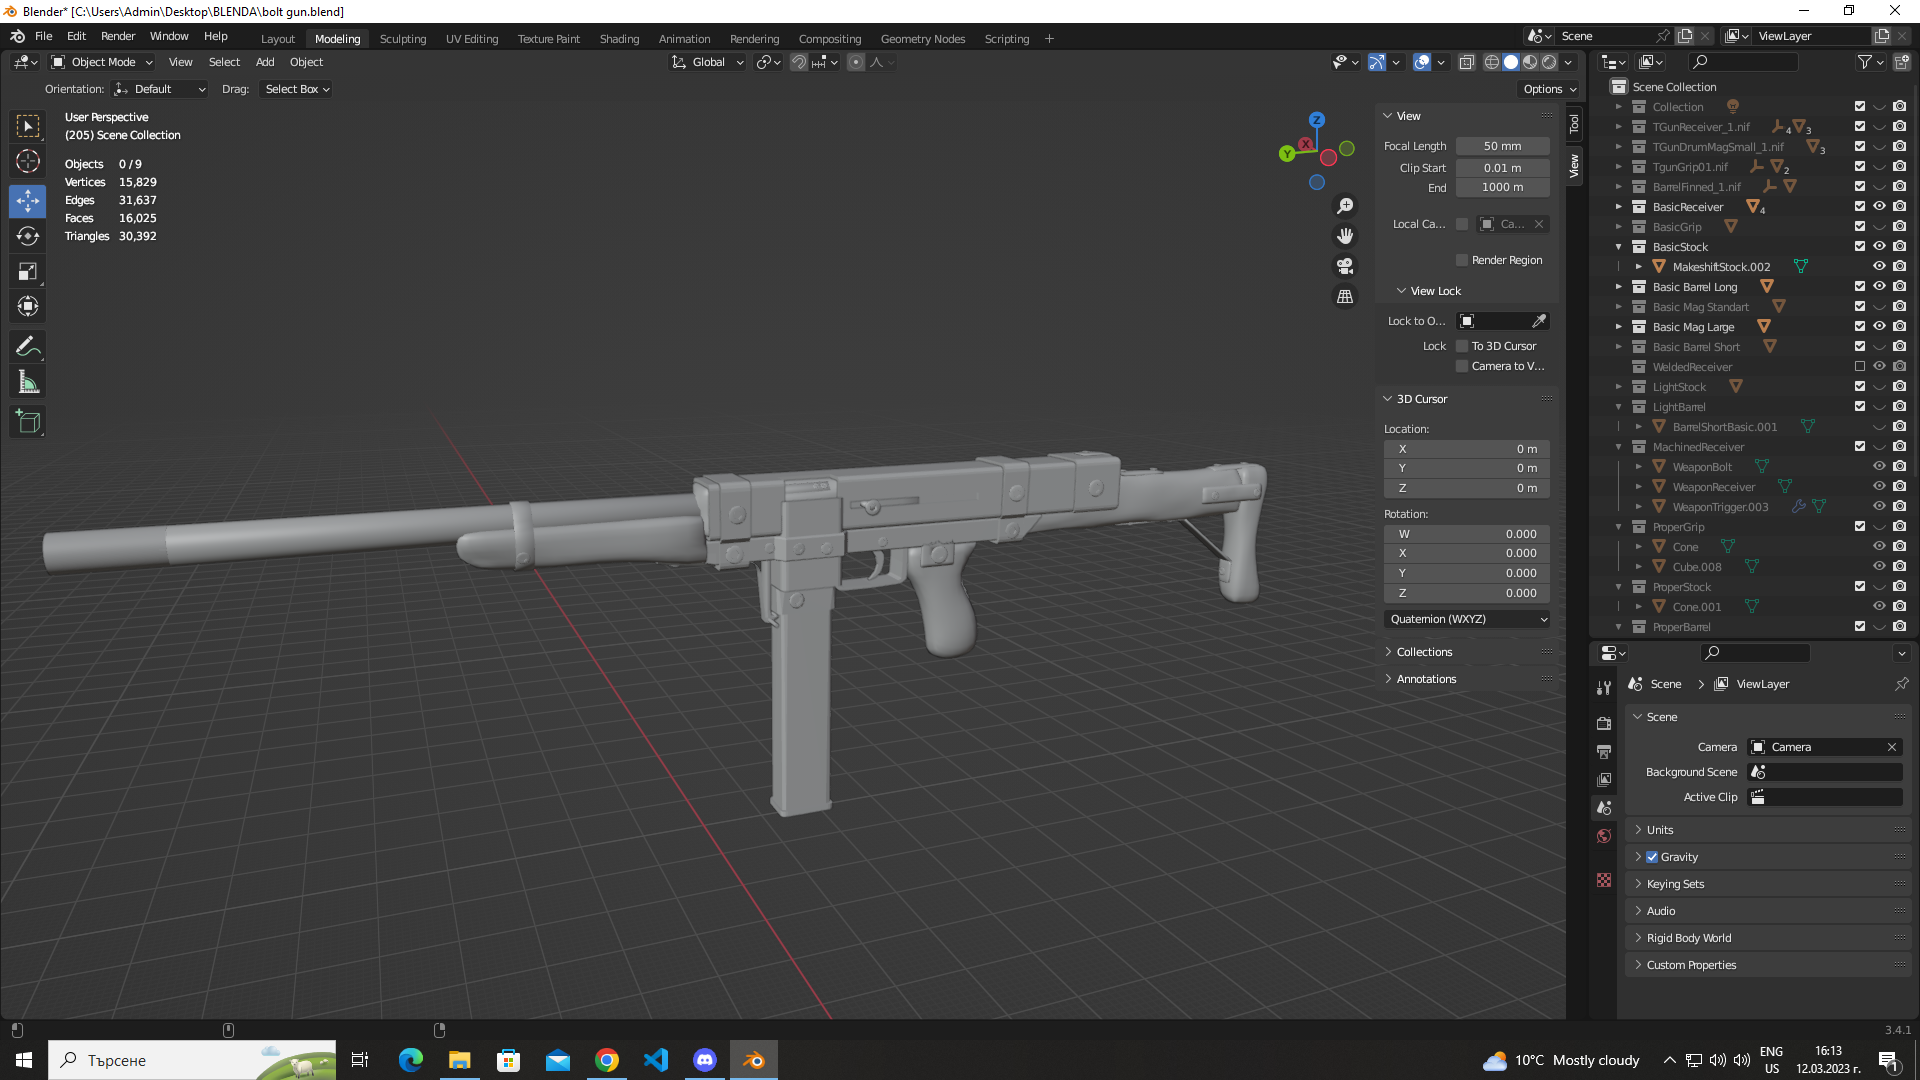 Blender* [C:\Users\Admin\Desktop\BLENDA\bolt gun.blend]
File Edit Render Window Help
Layout Modeling Sculpting UV Editing Texture Paint Shading Animation Rendering Compositing Geometry Nodes Scripting
Scene
ViewLayer
Object Mode View Select Add Object
Global
Orientation: Default Drag: Select Box
Options
User Perspective
(205) Scene Collection
Objects 0 / 9
Vertices 15,829
Edges 31,637
Faces 16,025
Triangles 30,392
Z
X
Y
Tool
View
View
Focal Length 50 mm
Clip Start 0.01 m
End 1000 m
Local Ca... Ca...
Render Region
View Lock
Lock to O...
Lock To 3D Cursor
Camera to V...
3D Cursor
Location:
X 0 m
Y 0 m
Z 0 m
Rotation:
W 0.000
X 0.000
Y 0.000
Z 0.000
Quaternion (WXYZ)
Collections
Annotations
Scene Collection
Collection
TGunReceiver_1.nif 4 3
TGunDrumMagSmall_1.nif 3
TgunGrip01.nif 2
BarrelFinned_1.nif
BasicReceiver 4
BasicGrip
BasicStock
MakeshiftStock.002
Basic Barrel Long
Basic Mag Standart
Basic Mag Large
Basic Barrel Short
WeldedReceiver
LightStock
LightBarrel
BarrelShortBasic.001
MachinedReceiver
WeaponBolt
WeaponReceiver
WeaponTrigger.003
ProperGrip
Cone
Cube.008
ProperStock
Cone.001
ProperBarrel
Scene ViewLayer
Scene
Camera Camera
Background Scene
Active Clip
Units
Gravity
Keying Sets
Audio
Rigid Body World
Custom Properties
3.4.1
Търсене
10°C Mostly cloudy
ENG
US
16:13
12.03.2023 г.
1